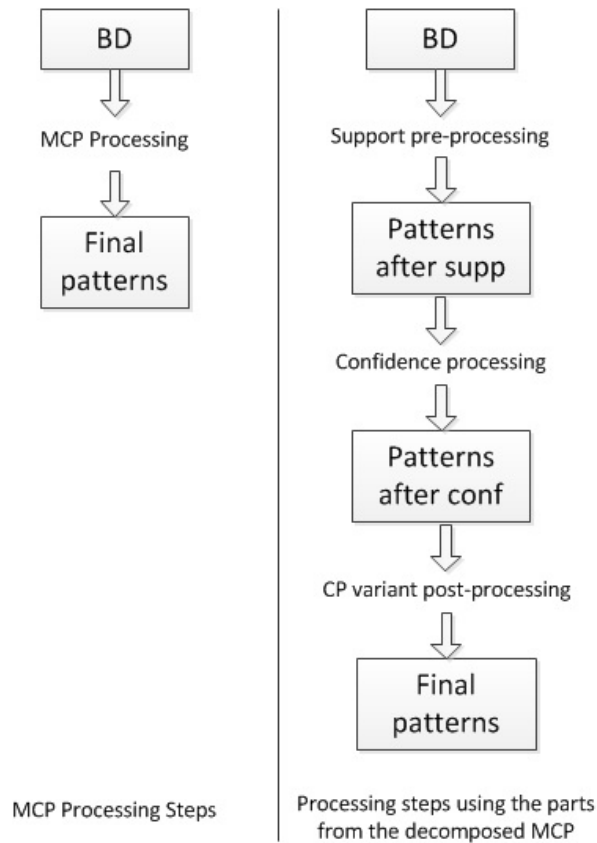 BD
MCP Processing
Final
patterns
MCP Processing Steps
BD
Support pre-processing
Patterns
after supp
Confidence processing
Patterns
after conf
CP variant post-processing
Final
patterns
Processing steps using the parts
from the decomposed MCP